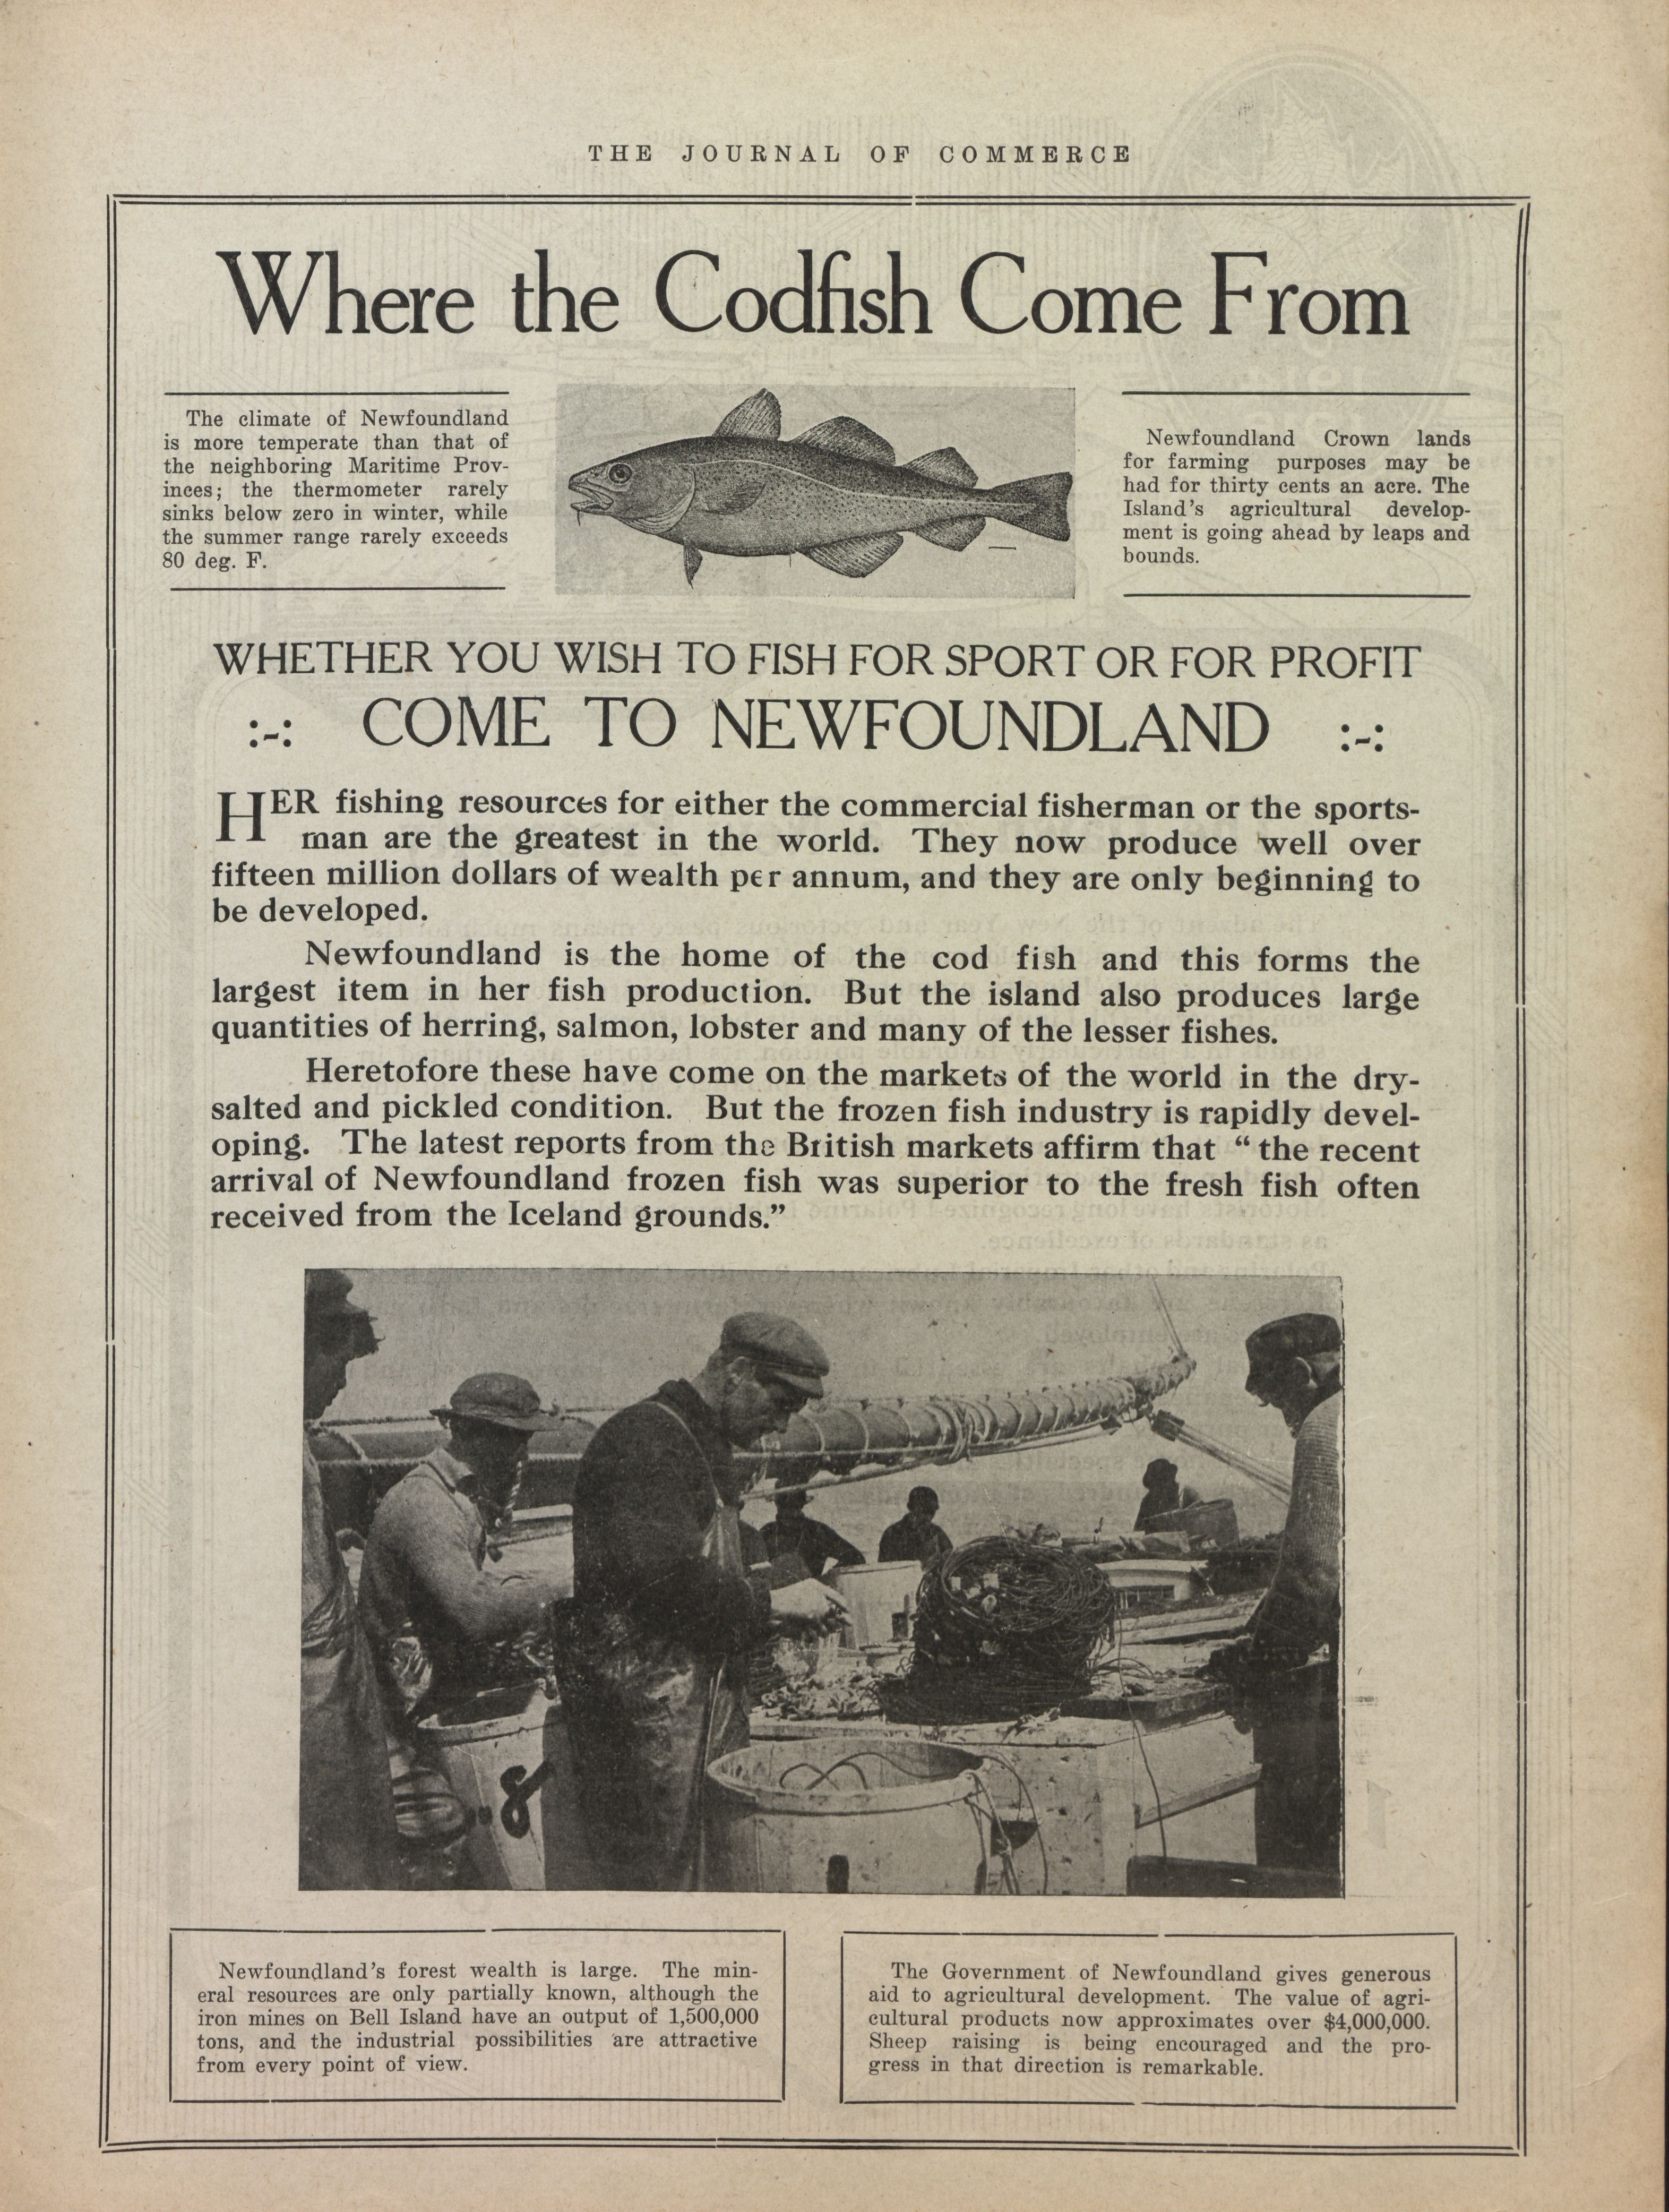 THE JOURNAL OF COMMERCE
Where the Codfish Come From
The climate of Newfoundland
is more temperate than that of
the neighboring Maritime Prov-
inces; the thermometer rarely
sinks below zero in winter, while
the summer range rarely exceeds
80 deg. F.
Newfoundland Crown lands
for farming purposes may be
had for thirty cents an acre. The
Island's agricultural develop-
ment is going ahead by leaps and
bounds.
WHETHER YOU WISH TO FISH FOR SPORT OR FOR PROFIT
:-: COME TO NEWFOUNDLAND :-:
HER fishing resources for either the commercial fisherman or the sports-
man are the greatest in the world. They now produce well over
fifteen million dollars of wealth per annum, and they are only beginning to
be developed.
Newfoundland is the home of the cod fish and this forms the
largest item in her fish production. But the island also produces large
quantities of herring, salmon, lobster and many of the lesser fishes.
Heretofore these have come on the markets of the world in the dry-
salted and pickled condition. But the frozen fish industry is rapidly devel-
oping. The latest reports from the British markets affirm that “ the recent
arrival of Newfoundland frozen fish was superior to the fresh fish often
received from the Iceland grounds.”
8
Newfoundland's forest wealth is large. The min-
eral resources are only partially known, although the
iron mines on Bell Island have an output of 1,500,000
tons, and the industrial possibilities are attractive
from every point of view.
The Government of Newfoundland gives generous
aid to agricultural development. The value of agri-
cultural products now approximates over $4,000,000.
Sheep raising is being encouraged and the pro-
gress in that direction is remarkable.